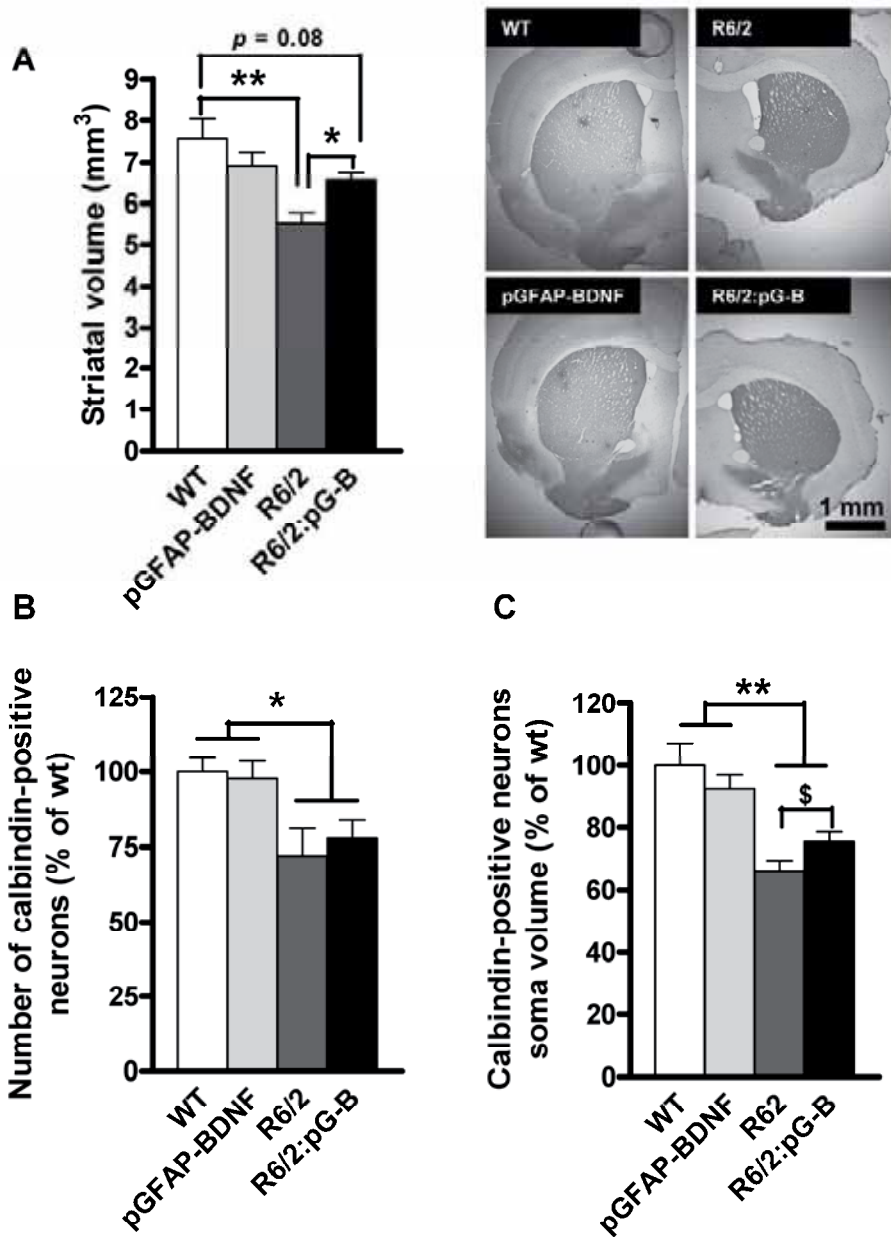 A
p = 0.08
**
*
Striatal volume (mm³)
9
8
7
6
5
4
3
2
1
0
WT
pGFAP-BDNF
R6/2
R6/2:pG-B
WT
R6/2
pGFAP-BDNF
R6/2:pG-B
1 mm
B
Number of calbindin-positive
neurons (% of wt)
125
100
75
50
25
0
*
WT
pGFAP-BDNF
R6/2
R6/2:pG-B
C
Calbindin-positive neurons
soma volume (% of wt)
120
100
80
60
40
20
0
**
$
WT
pGFAP-BDNF
R62
R6/2:pG-B